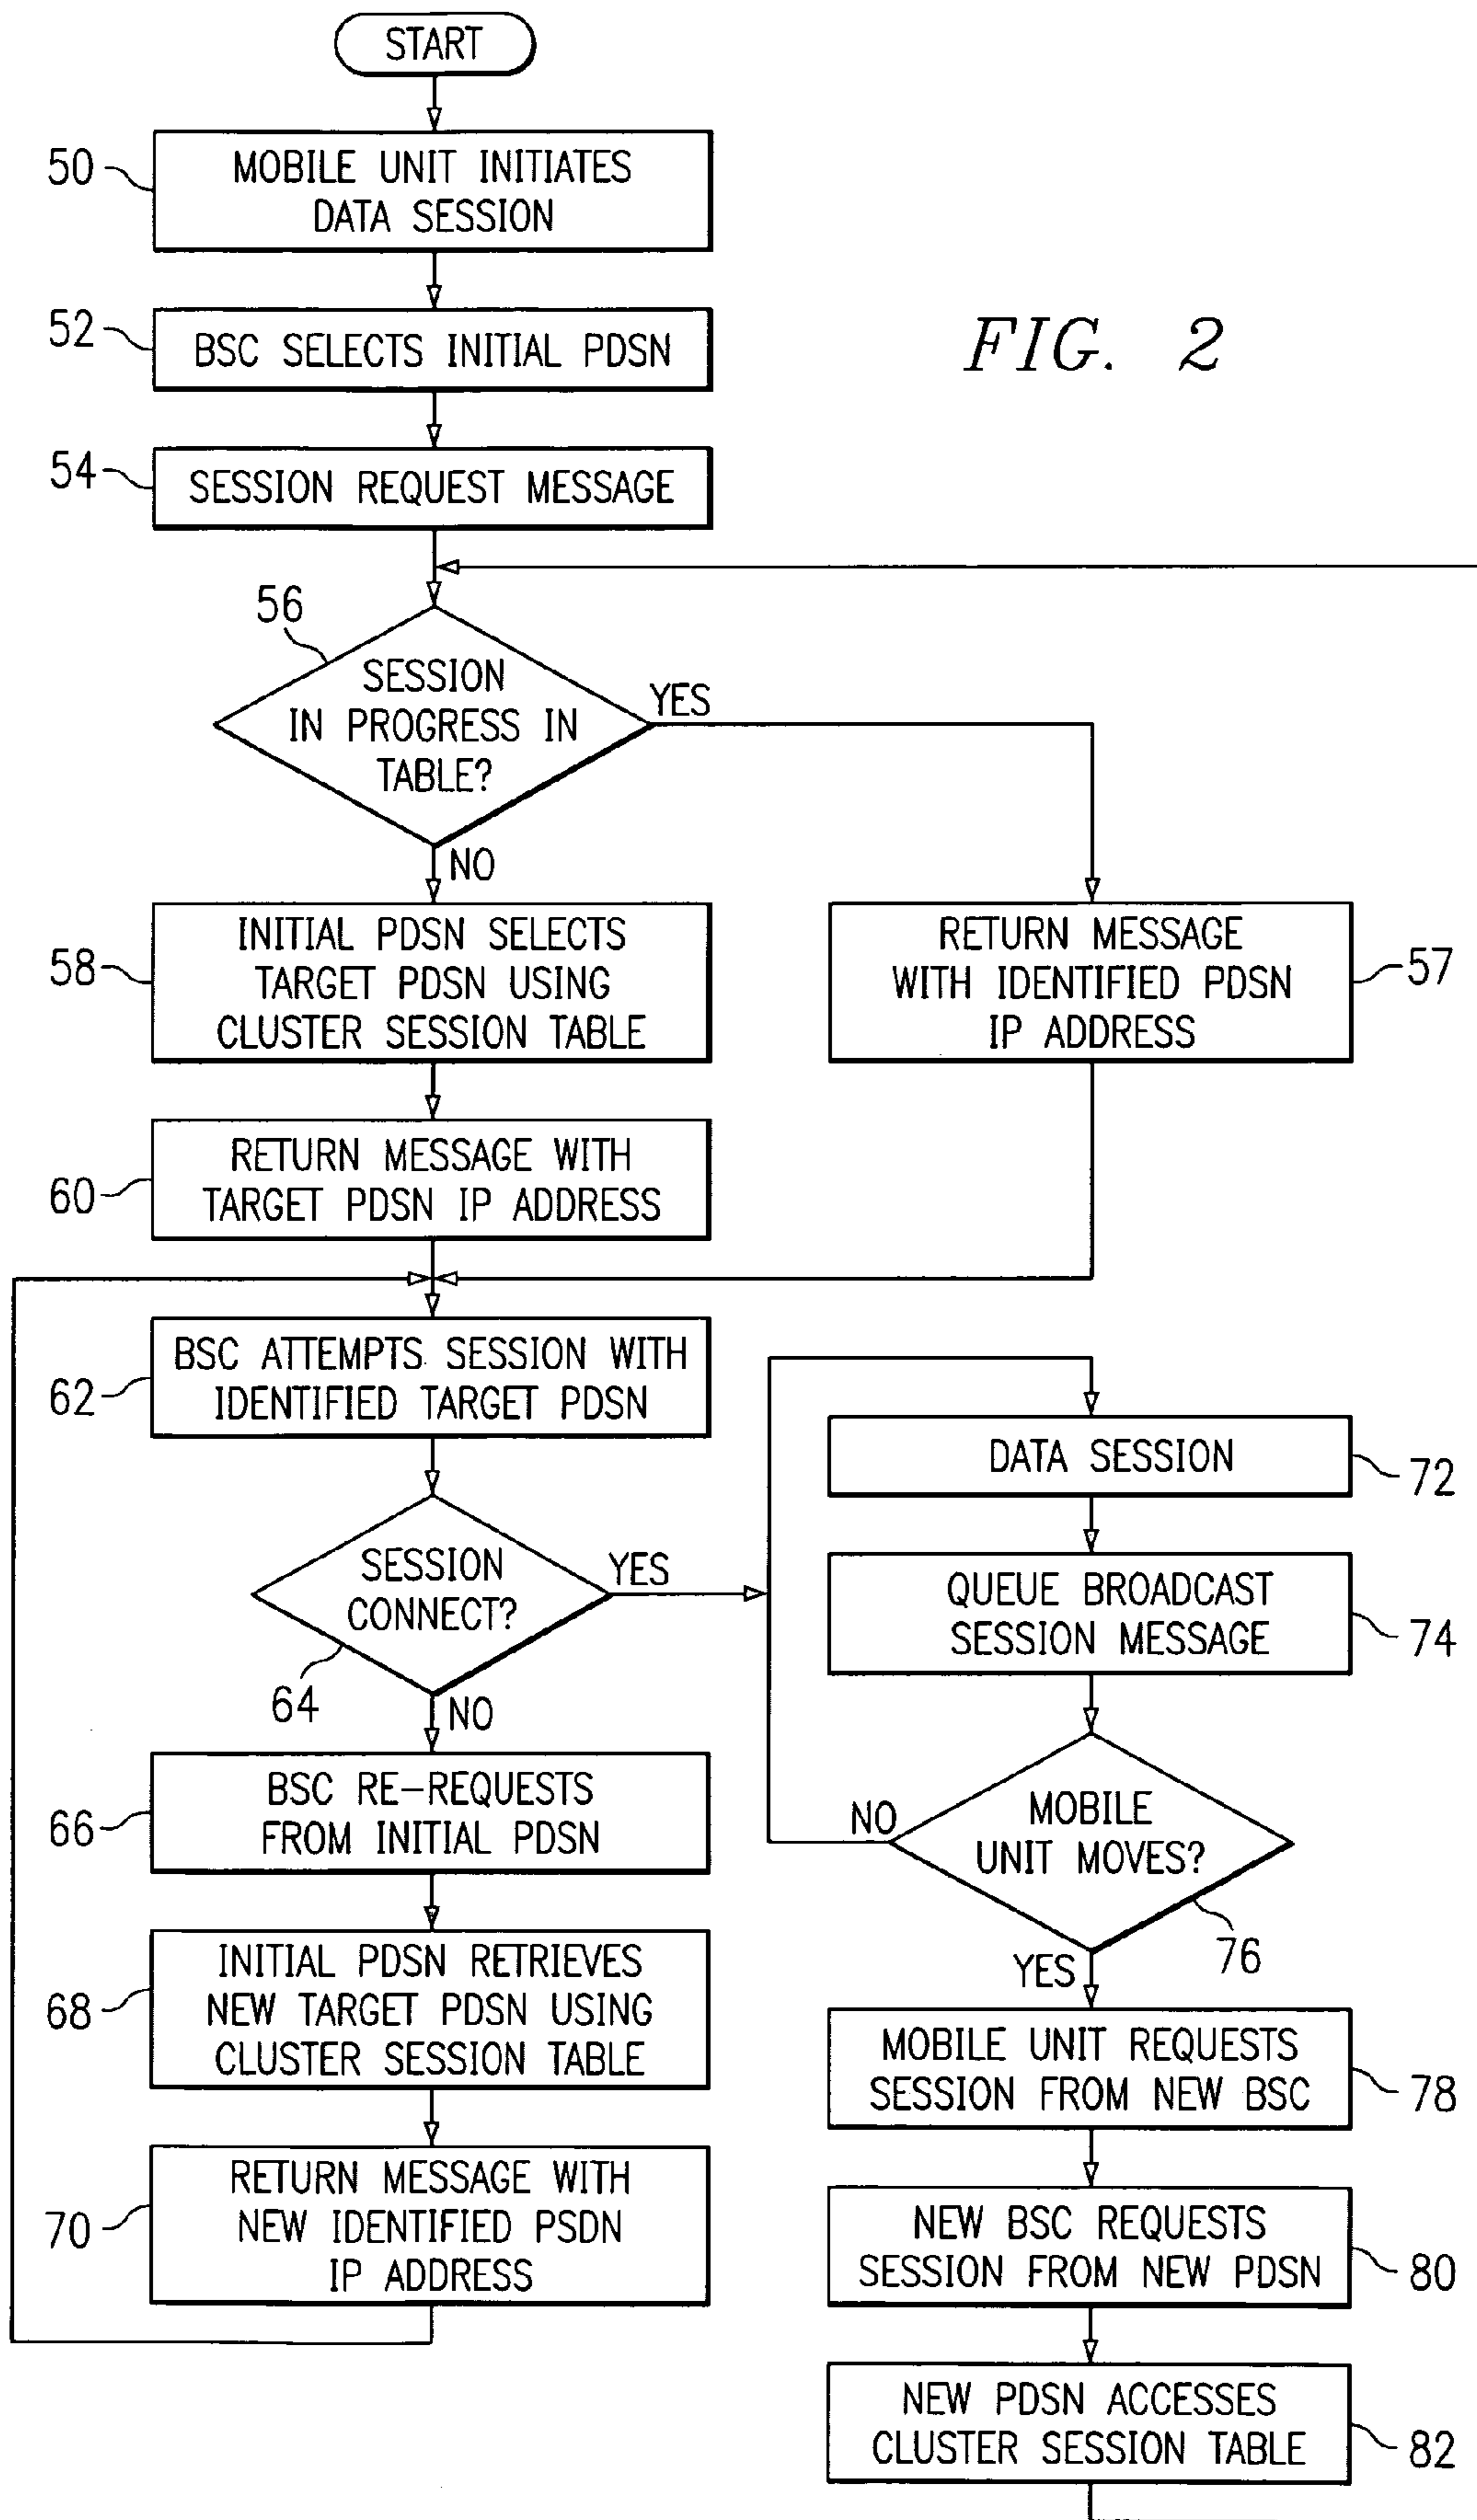 START
50
MOBILE UNIT INITIATES
DATA SESSION
52
BSC SELECTS INITIAL PDSN
FIG. 2
54
SESSION REQUEST MESSAGE
56
SESSION
IN PROGRESS IN
TABLE?
YES
NO
58
INITIAL PDSN SELECTS
TARGET PDSN USING
CLUSTER SESSION TABLE
RETURN MESSAGE
WITH IDENTIFIED PDSN
IP ADDRESS
57
60
RETURN MESSAGE WITH
TARGET PDSN IP ADDRESS
62
BSC ATTEMPTS SESSION WITH
IDENTIFIED TARGET PDSN
64
SESSION
CONNECT?
YES
NO
66
BSC RE-REQUESTS
FROM INITIAL PDSN
68
INITIAL PDSN RETRIEVES
NEW TARGET PDSN USING
CLUSTER SESSION TABLE
70
RETURN MESSAGE WITH
NEW IDENTIFIED PSDN
IP ADDRESS
DATA SESSION
72
QUEUE BROADCAST
SESSION MESSAGE
74
NO
MOBILE
UNIT MOVES?
76
YES
MOBILE UNIT REQUESTS
SESSION FROM NEW BSC
78
NEW BSC REQUESTS
SESSION FROM NEW PDSN
80
NEW PDSN ACCESSES
CLUSTER SESSION TABLE
82